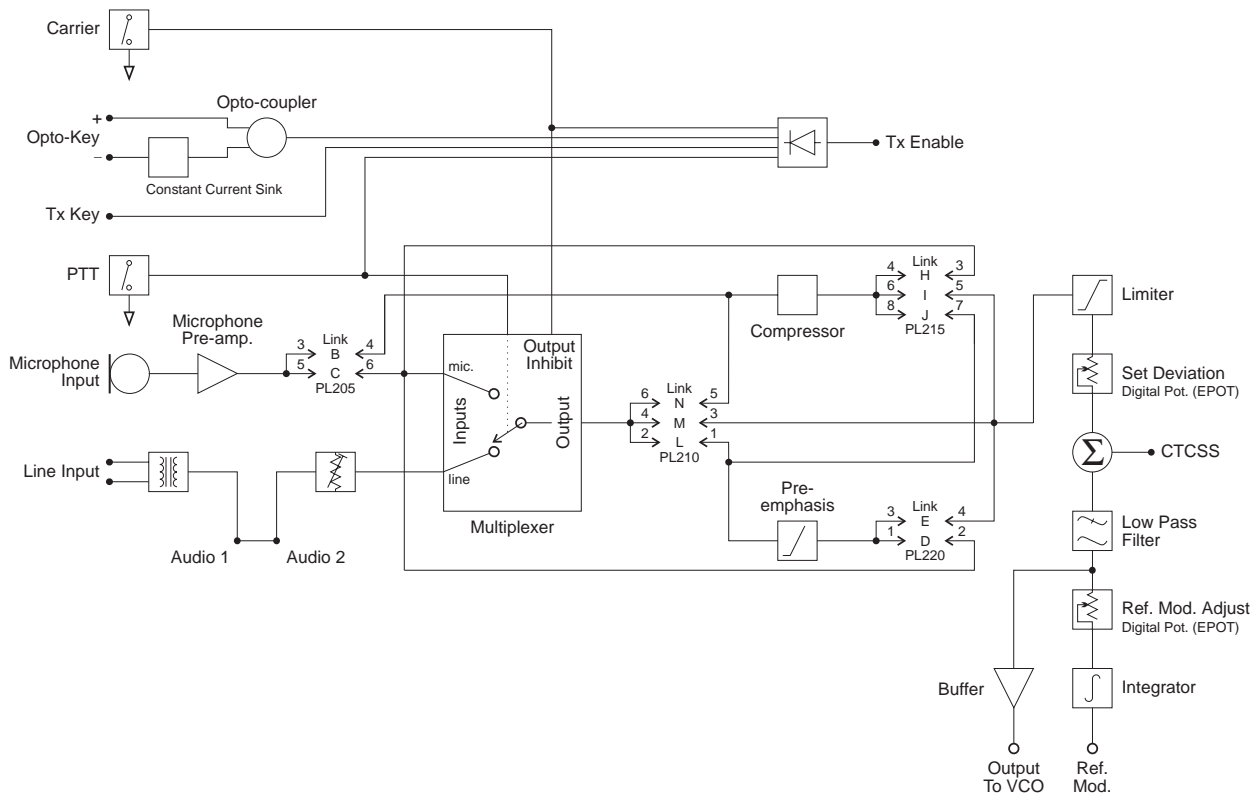 Carrier
Opto-coupler
+
Opto-Key
−
Constant Current Sink
Tx Enable
Tx Key
PTT
Microphone
Pre-amp.
Microphone
Input
3
5
Link
B
C
PL205
4
6
mic.
Output
Inhibit
Inputs
Output
line
Multiplexer
Line Input
Audio 1
Audio 2
6
4
2
Link
N
M
L
PL210
5
3
1
Compressor
4
6
8
Link
H
I
J
PL215
3
5
7
Pre-
emphasis
3
1
Link
E
D
PL220
4
2
Limiter
Set Deviation
Digital Pot. (EPOT)
Σ
CTCSS
Low Pass
Filter
Ref. Mod. Adjust
Digital Pot. (EPOT)
Buffer
Integrator
Output
To VCO
Ref.
Mod.